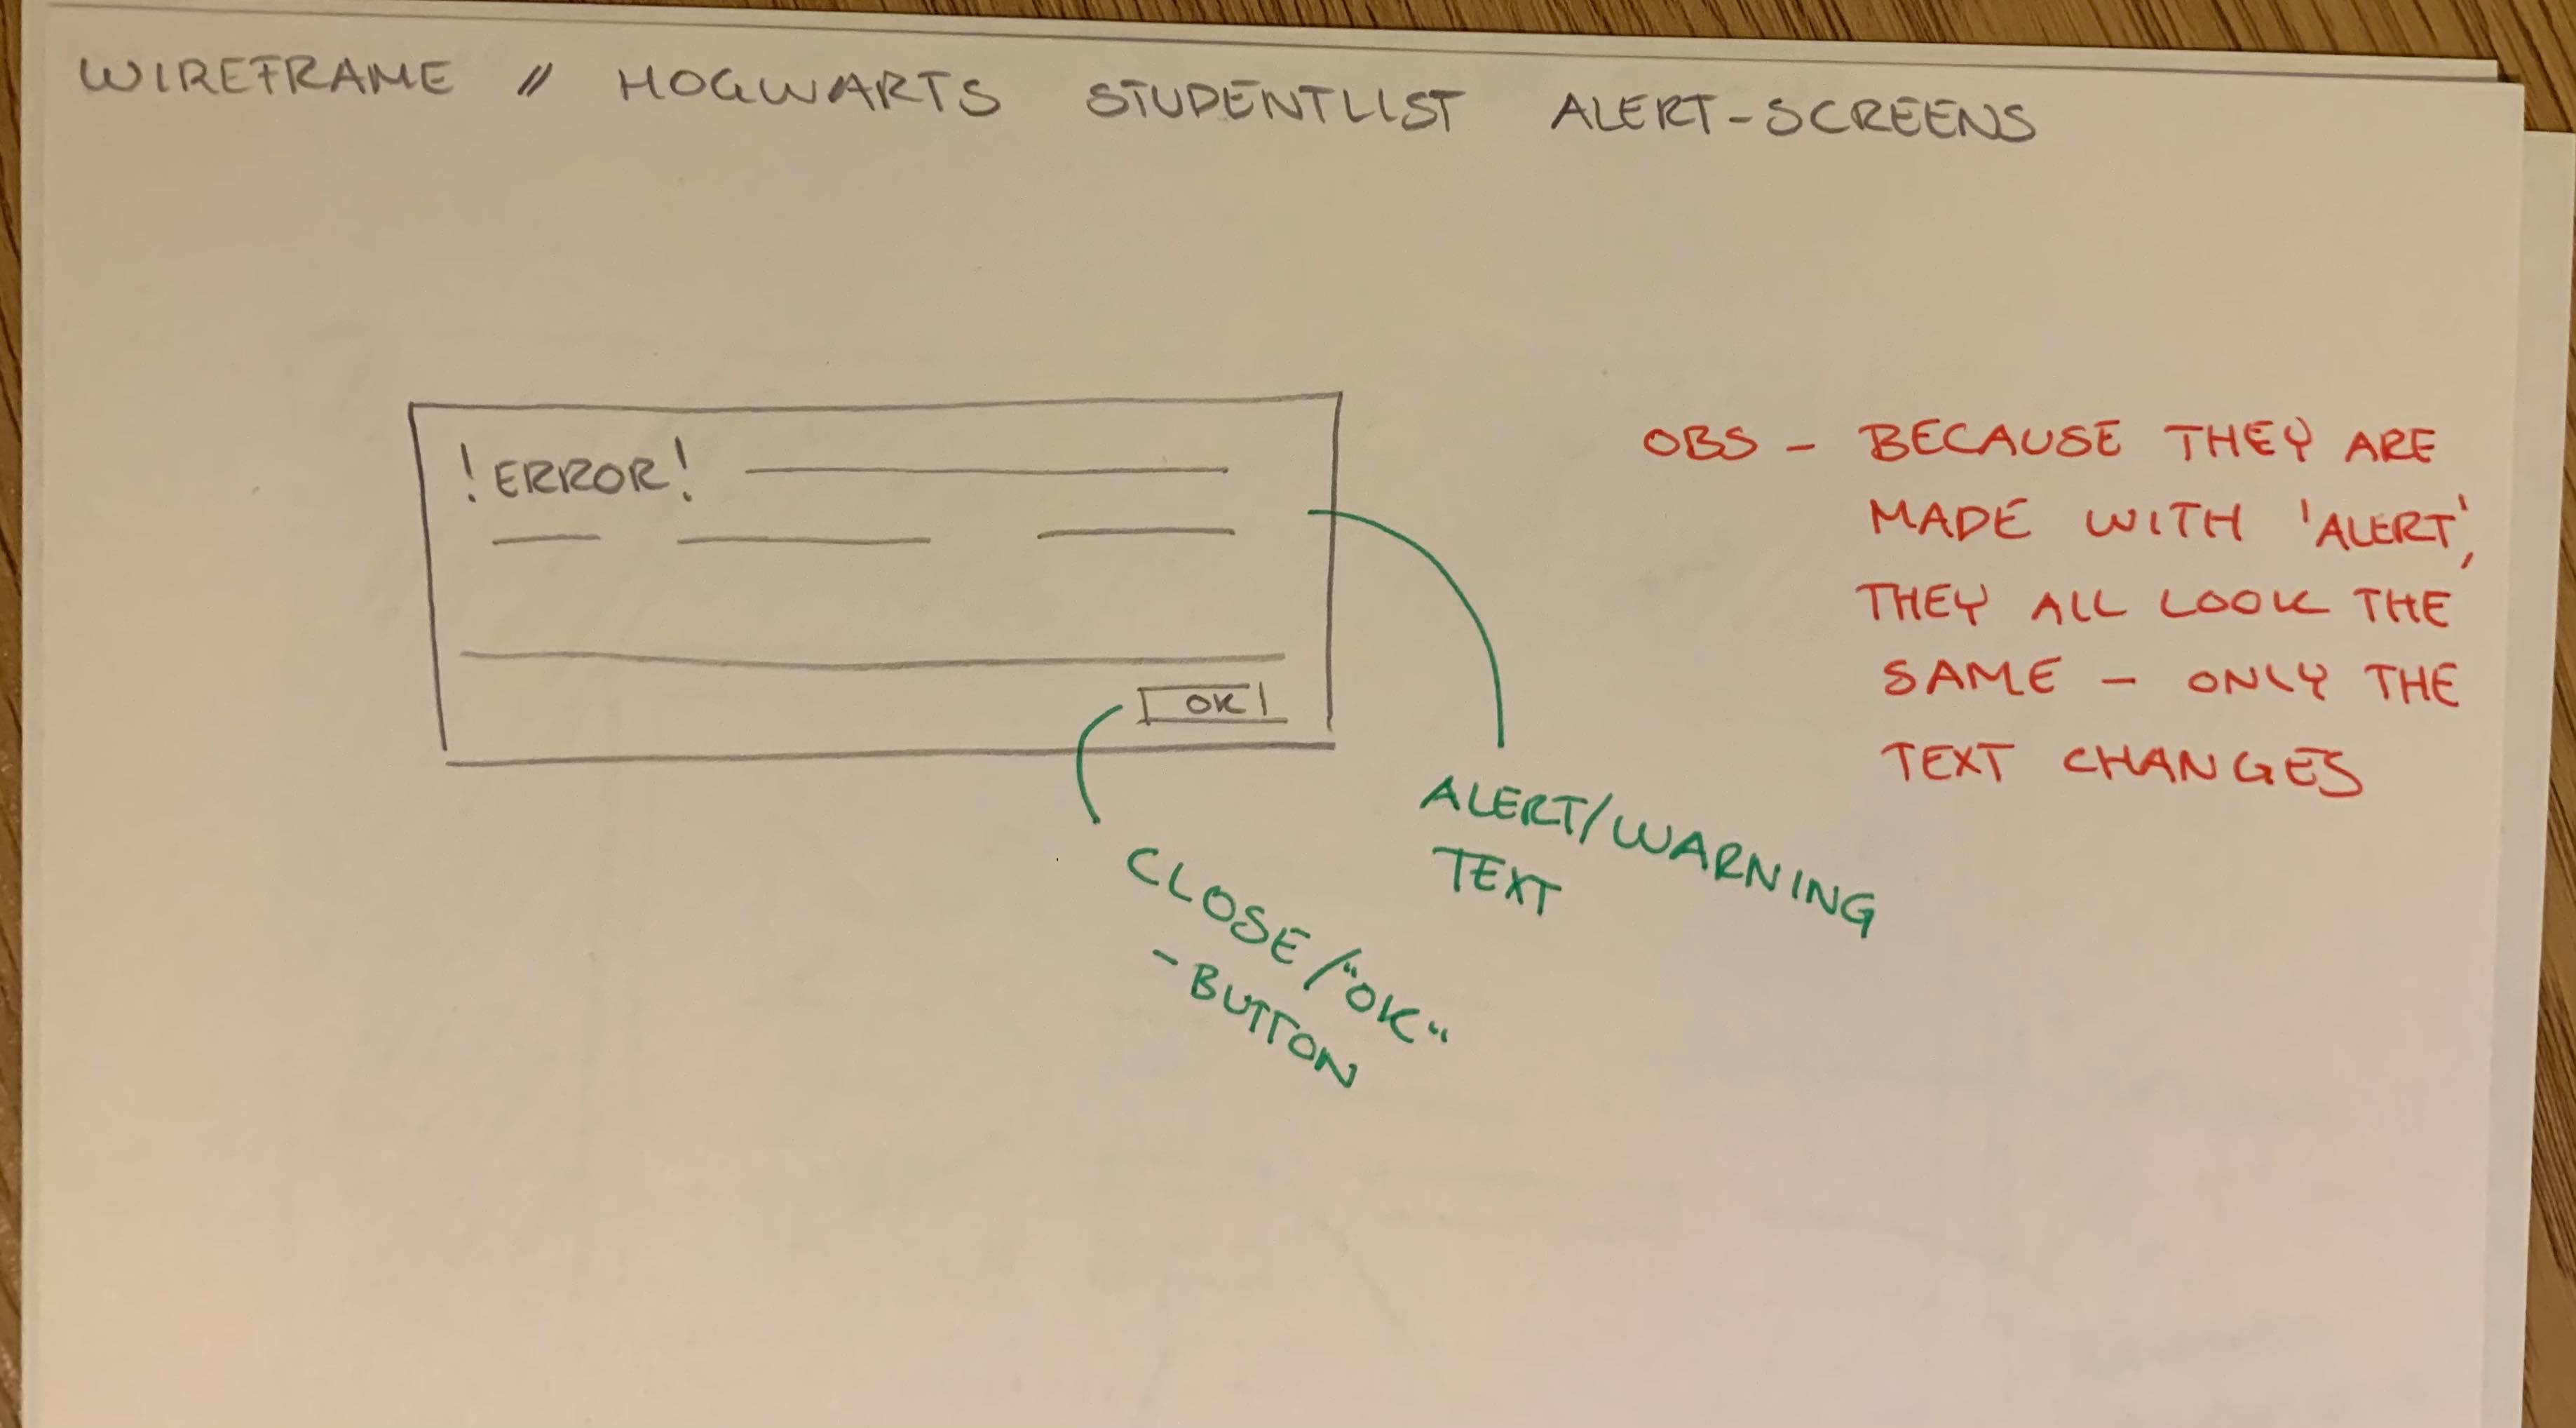 WIREFRAME // HOGWARTS STUDENTLIST ALERT-SCREENS
!ERROR!
OK
OBS - BECAUSE THEY ARE
MADE WITH 'ALERT',
THEY ALL LOOK THE
SAME - ONLY THE
TEXT CHANGES
ALERT/WARNING
TEXT
CLOSE/"OK"
-BUTTON